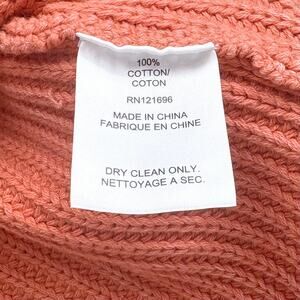 100%
COTTON/
COTON
RN121696
MADE IN CHINA
FABRIQUE EN CHINE
DRY CLEAN ONLY.
NETTOYAGE A SEC.